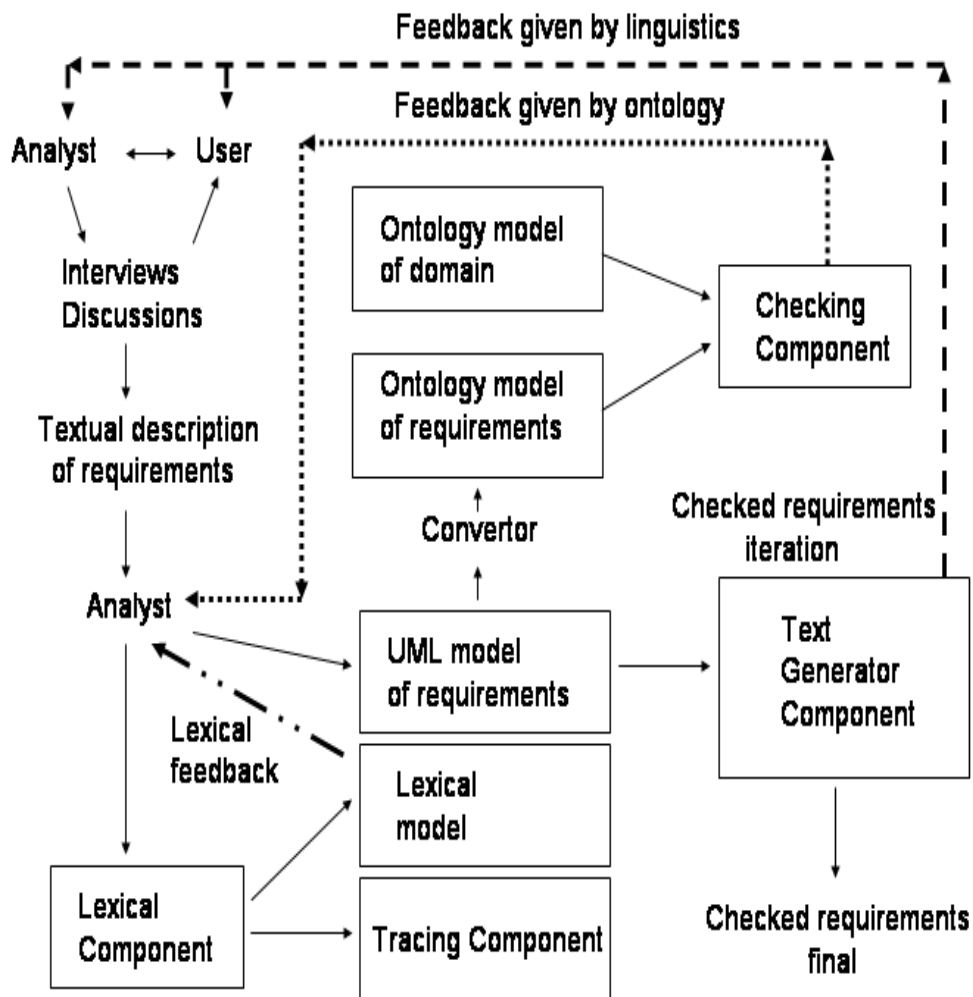 Feedback given by linguistics
Feedback given by ontology
Analyst
User
Interviews
Discussions
Textual description
of requirements
Analyst
Lexical
feedback
Lexical
Component
Ontology model
of domain
Ontology model
of requirements
Convertor
UML model
of requirements
Lexical
model
Tracing Component
Checking
Component
Checked requirements
iteration
Text
Generator
Component
Checked requirements
final